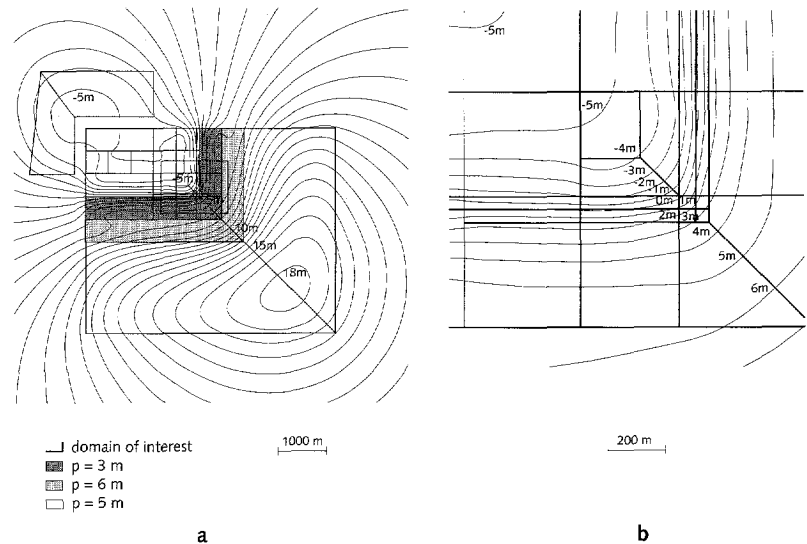 -5m
-5m
10m
15m
18m
domain of interest
p = 3 m
p = 6 m
p = 5 m
1000 m
a
-5m
-5m
-4m
-3m
-2m
-1m
0m 1m
2m 3m
4m
5m
6m
200 m
b